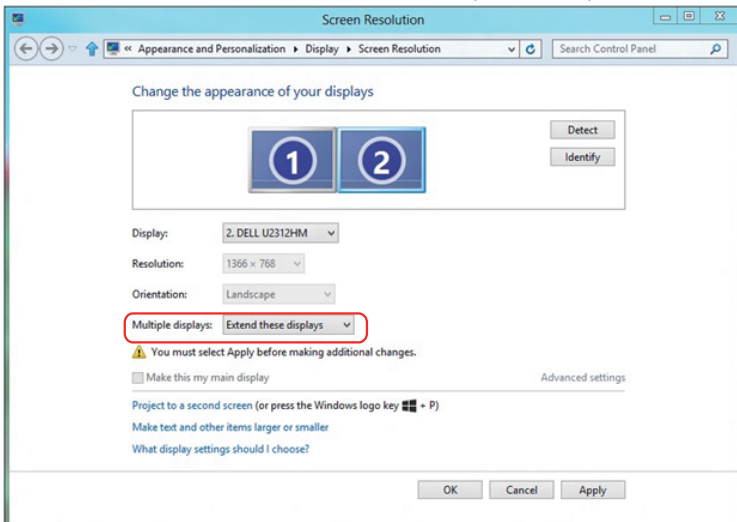 Screen Resolution
« Appearance and Personalization ▸ Display ▸ Screen Resolution
Search Control Panel
Change the appearance of your displays
1
2
Detect
Identify
Display: 2. DELL U2312HM
Resolution: 1366 × 768
Orientation: Landscape
Multiple displays: Extend these displays
You must select Apply before making additional changes.
Make this my main display
Advanced settings
Project to a second screen (or press the Windows logo key + P)
Make text and other items larger or smaller
What display settings should I choose?
OK Cancel Apply